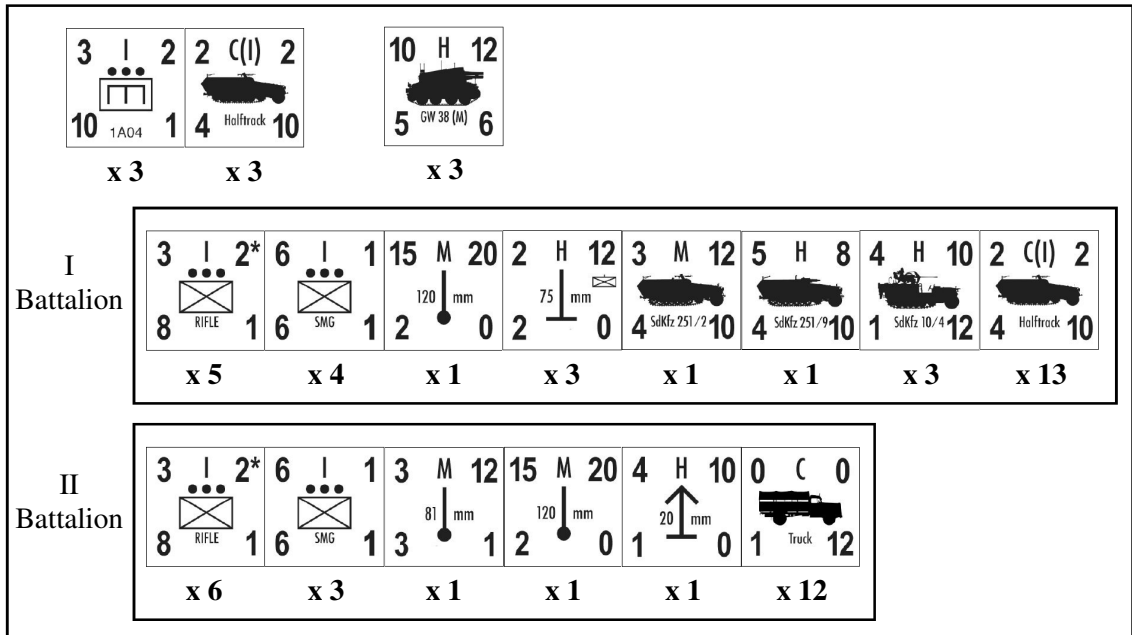 3 I 2 2 C(I) 2 10 H 12
1A04 Halftrack GW 38 (M)
10 1 4 10 5 6
x 3 x 3 x 3
I
Battalion
3 I 2* 6 I 1 15 M 20 2 H 12 3 M 12 5 H 8 4 H 10 2 C(I) 2
120 mm 75 mm
RIFLE SMG SdKfz 251/2 SdKfz 251/9 SdKfz 10/4 Halftrack
8 1 6 1 2 0 2 0 4 10 4 10 1 12 4 10
x 5 x 4 x 1 x 3 x 1 x 1 x 3 x 13
II
Battalion
3 I 2* 6 I 1 3 M 12 15 M 20 4 H 10 0 C 0
81 mm 120 mm 20 mm
RIFLE SMG Truck
8 1 6 1 3 1 2 0 1 0 1 12
x 6 x 3 x 1 x 1 x 1 x 12